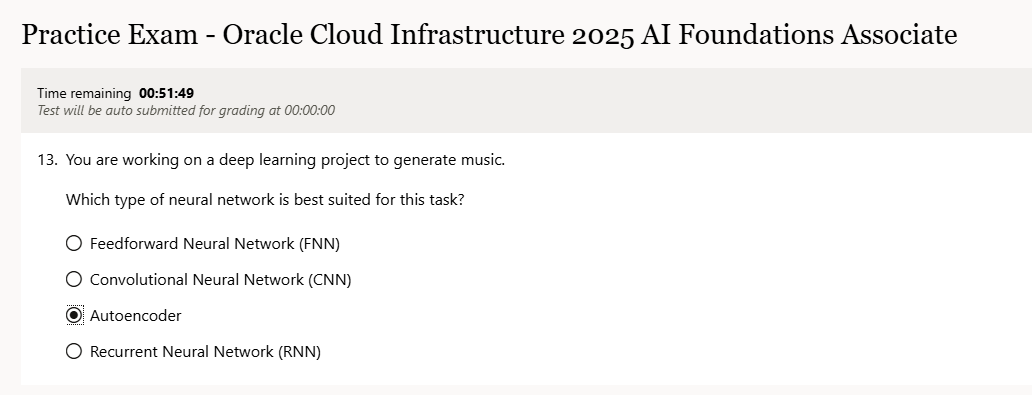 Practice Exam - Oracle Cloud Infrastructure 2025 AI Foundations Associate
Time remaining 00:51:49
Test will be auto submitted for grading at 00:00:00
13. You are working on a deep learning project to generate music.
Which type of neural network is best suited for this task?
Feedforward Neural Network (FNN)
Convolutional Neural Network (CNN)
Autoencoder
Recurrent Neural Network (RNN)